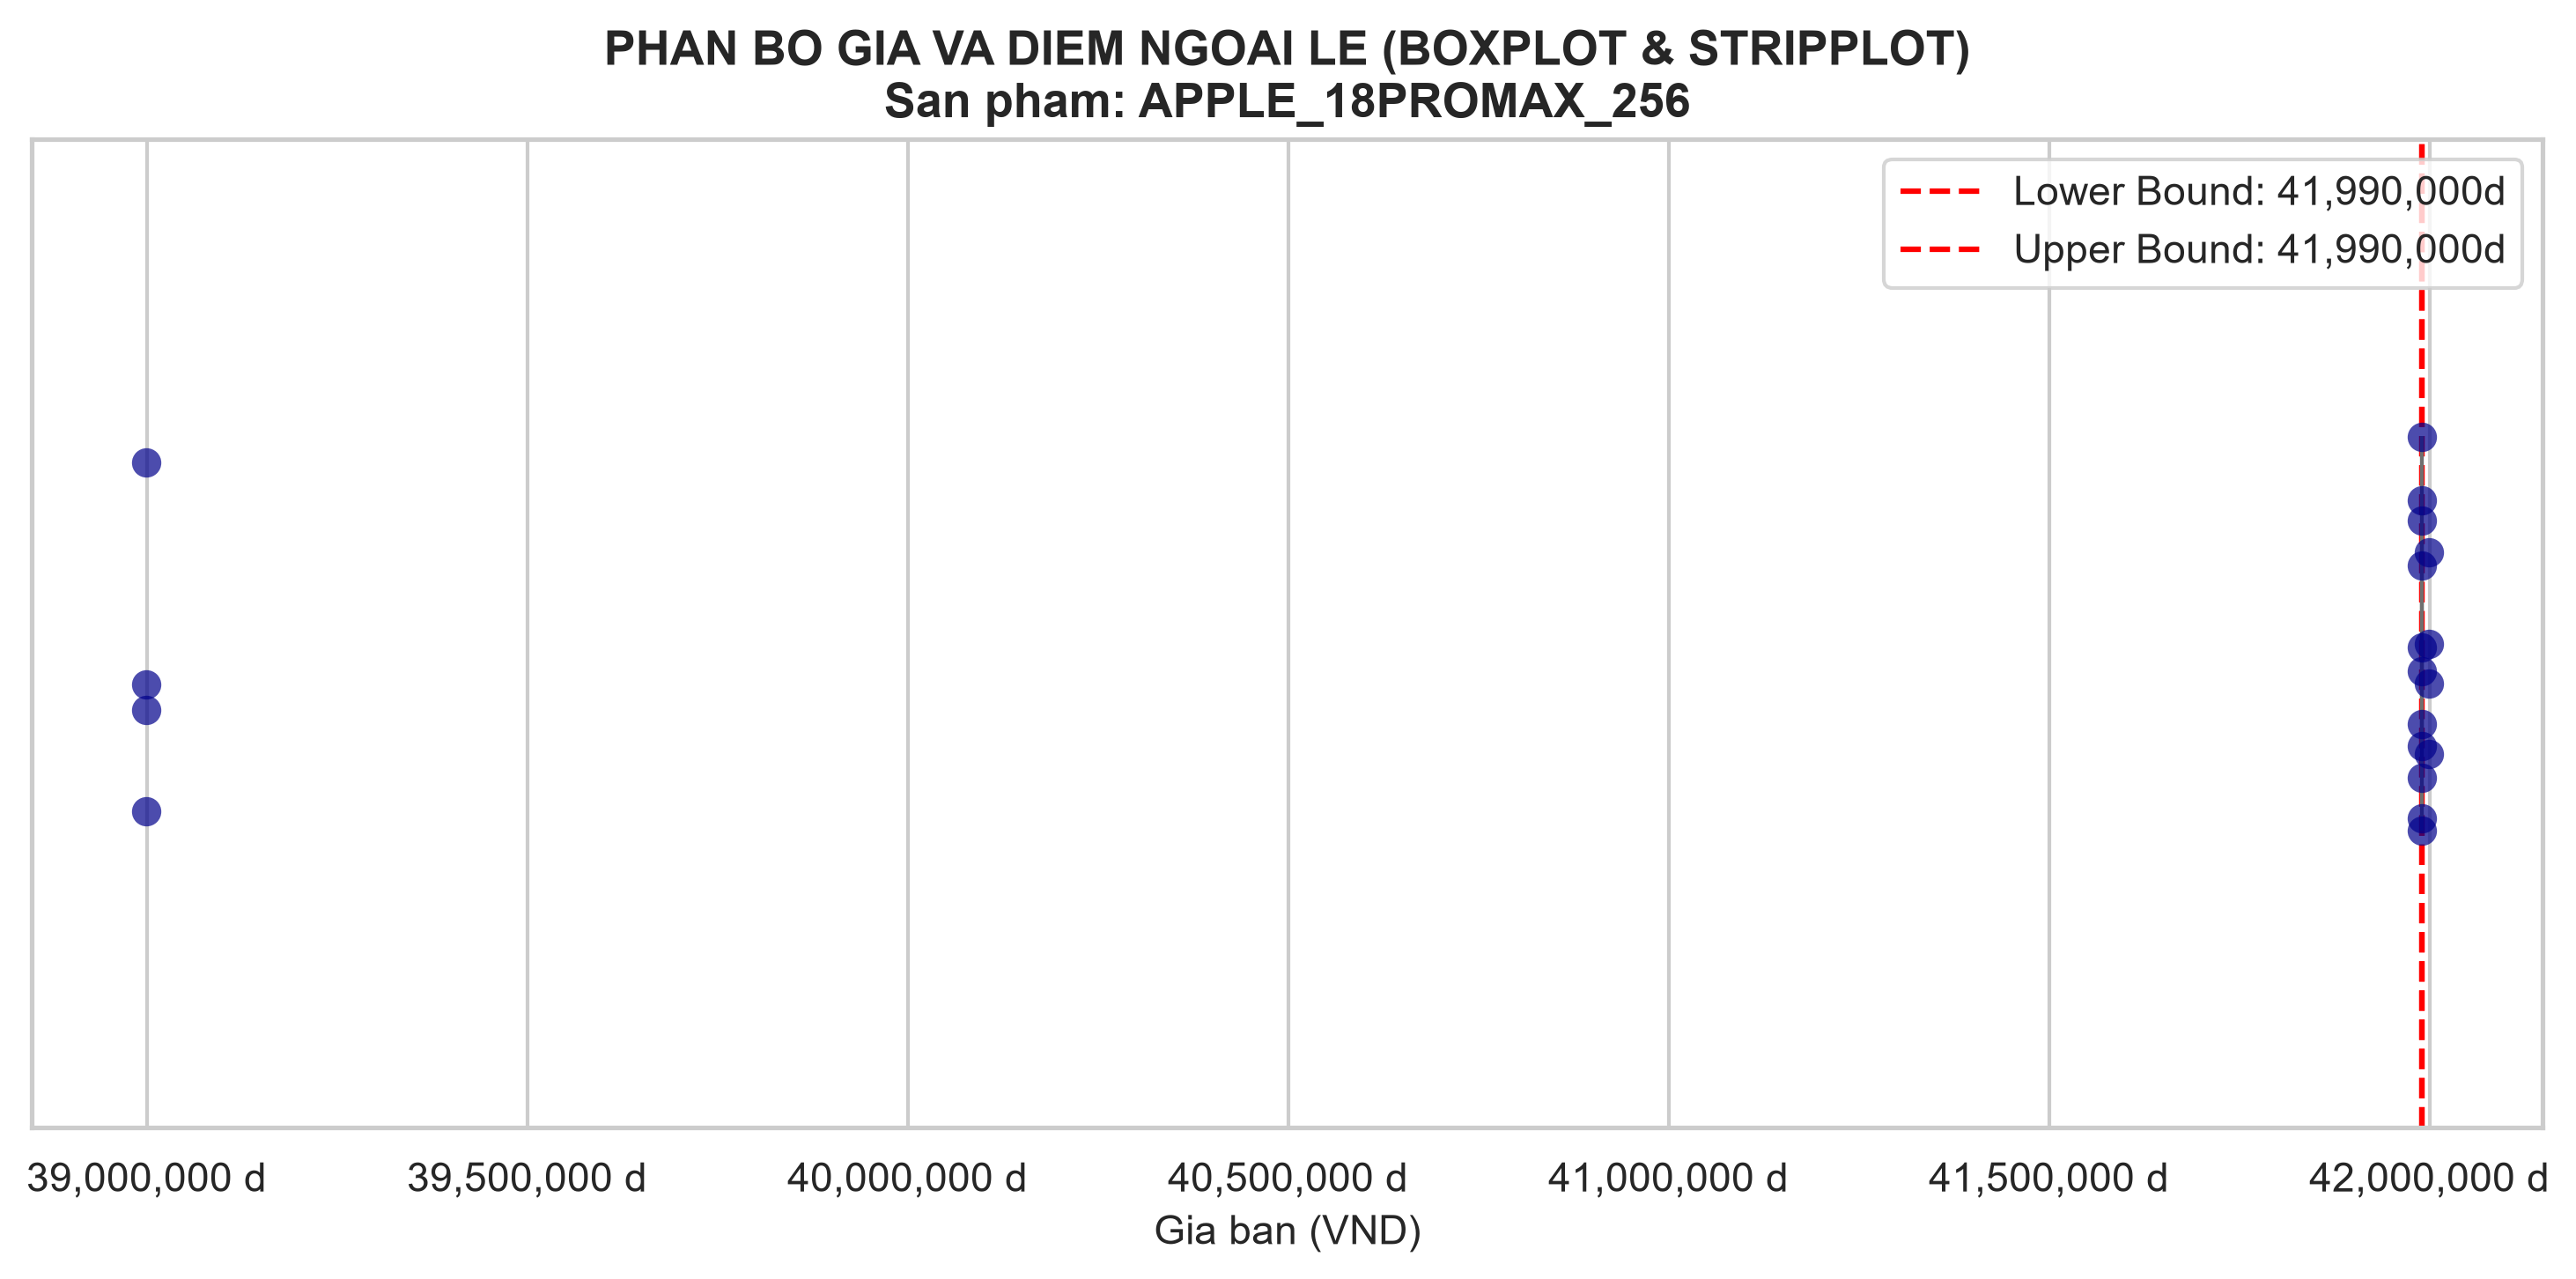 PHAN BO GIA VA DIEM NGOAI LE (BOXPLOT & STRIPPLOT)
San pham: APPLE_18PROMAX_256
Lower Bound: 41,990,000d
Upper Bound: 41,990,000d
39,000,000 d
39,500,000 d
40,000,000 d
40,500,000 d
41,000,000 d
41,500,000 d
42,000,000 d
Gia ban (VND)